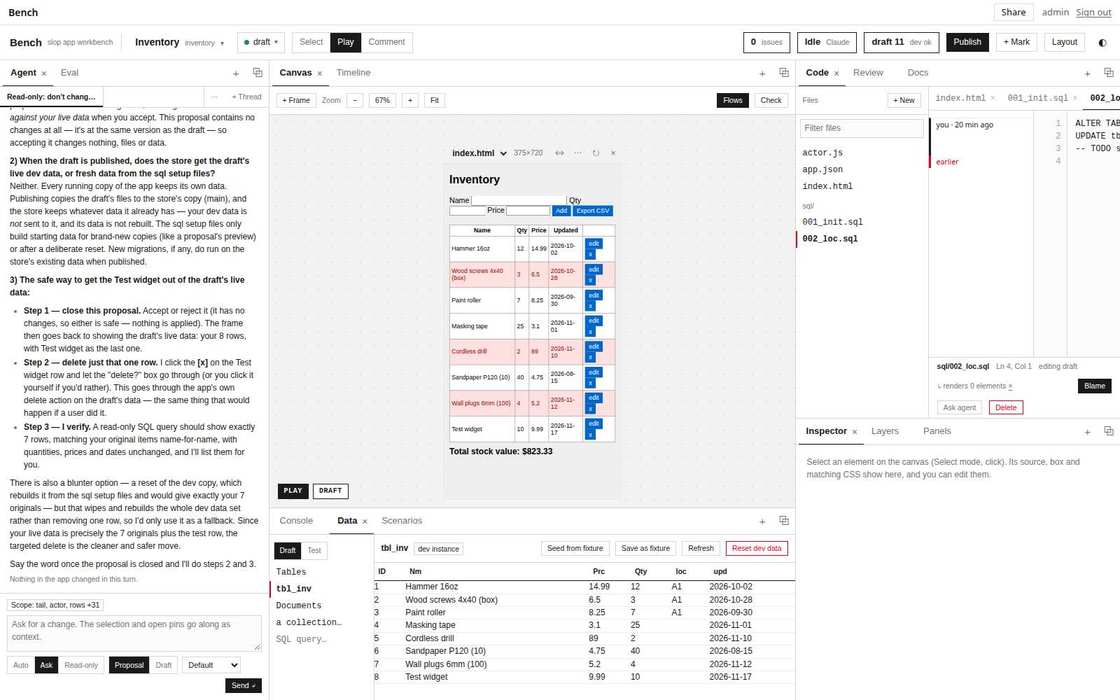 Bench
Share admin Sign out
Bench slop app workbench Inventory inventory draft Select Play Comment 0 issues Idle Claude draft 11 dev ok Publish + Mark Layout
Agent × Eval +
Read-only: don't chang… ··· + Thread
against your live data when you accept. This proposal contains no
changes at all — it's at the same version as the draft — so
accepting it changes nothing, files or data.
2) When the draft is published, does the store get the draft's
live dev data, or fresh data from the sql setup files?
Neither. Every running copy of the app keeps its own data.
Publishing copies the draft's files to the store's copy (main), and
the store keeps whatever data it already has — your dev data is
not sent to it, and its data is not rebuilt. The sql setup files only
build starting data for brand-new copies (like a proposal's preview)
or after a deliberate reset. New migrations, if any, do run on the
store's existing data when published.
3) The safe way to get the Test widget out of the draft's live
data:
• Step 1 — close this proposal. Accept or reject it (it has no
changes, so either is safe — nothing is applied). The frame
then goes back to showing the draft's live data: your 8 rows,
with Test widget as the last one.
• Step 2 — delete just that one row. I click the [x] on the Test
widget row and let the "delete?" box go through (or you click it
yourself if you'd rather). This goes through the app's own
delete action on the draft's data — the same thing that would
happen if a user did it.
• Step 3 — I verify. A read-only SQL query should show exactly
7 rows, matching your original items name-for-name, with
quantities, prices and dates unchanged, and I'll list them for
you.
There is also a blunter option — a reset of the dev copy, which
rebuilds it from the sql setup files and would give exactly your 7
originals — but that wipes and rebuilds the whole dev data set
rather than removing one row, so I'd only use it as a fallback. Since
your live data is precisely the 7 originals plus the test row, the
targeted delete is the cleaner and safer move.
Say the word once the proposal is closed and I'll do steps 2 and 3.
Nothing in the app changed in this turn.
Scope: tail, actor, rows +31
Ask for a change. The selection and open pins go along as
context.
Auto Ask Read-only Proposal Draft Default
Send
Canvas × Timeline +
+ Frame Zoom − 67% + Fit Flows Check
index.html 375×720 ··· ×
Inventory
Name Qty
Price Add Export CSV
Name Qty Price Updated
Hammer 16oz 12 14.99 2026-10-02 edit x
Wood screws 4x40 (box) 3 6.5 2026-10-28 edit x
Paint roller 7 8.25 2026-09-30 edit x
Masking tape 25 3.1 2026-11-01 edit x
Cordless drill 2 89 2026-11-10 edit x
Sandpaper P120 (10) 40 4.75 2026-08-15 edit x
Wall plugs 6mm (100) 4 5.2 2026-11-12 edit x
Test widget 10 9.99 2026-11-17 edit x
Total stock value: $823.33
PLAY DRAFT
Console Data × Scenarios +
Draft Test
Tables
tbl_inv
Documents
a collection…
SQL query…
tbl_inv dev instance Seed from fixture Save as fixture Refresh Reset dev data
ID Nm Prc Qty loc upd
1 Hammer 16oz 14.99 12 A1 2026-10-02
2 Wood screws 4x40 (box) 6.5 3 A1 2026-10-28
3 Paint roller 8.25 7 A1 2026-09-30
4 Masking tape 3.1 25 2026-11-01
5 Cordless drill 89 2 2026-11-10
6 Sandpaper P120 (10) 4.75 40 2026-08-15
7 Wall plugs 6mm (100) 5.2 4 2026-11-12
8 Test widget 9.99 10 2026-11-17
Code × Review Docs +
Files + New
Filter files
actor.js
app.json
index.html
sql/
001_init.sql
002_loc.sql
index.html × 001_init.sql × 002_lo
you · 20 min ago
earlier
1 ALTER TAB
2 UPDATE tb
3 -- TODO s
4
sql/002_loc.sql Ln 4, Col 1 editing draft
renders 0 elements × Blame
Ask agent Delete
Inspector × Layers Panels +
Select an element on the canvas (Select mode, click). Its source, box and
matching CSS show here, and you can edit them.